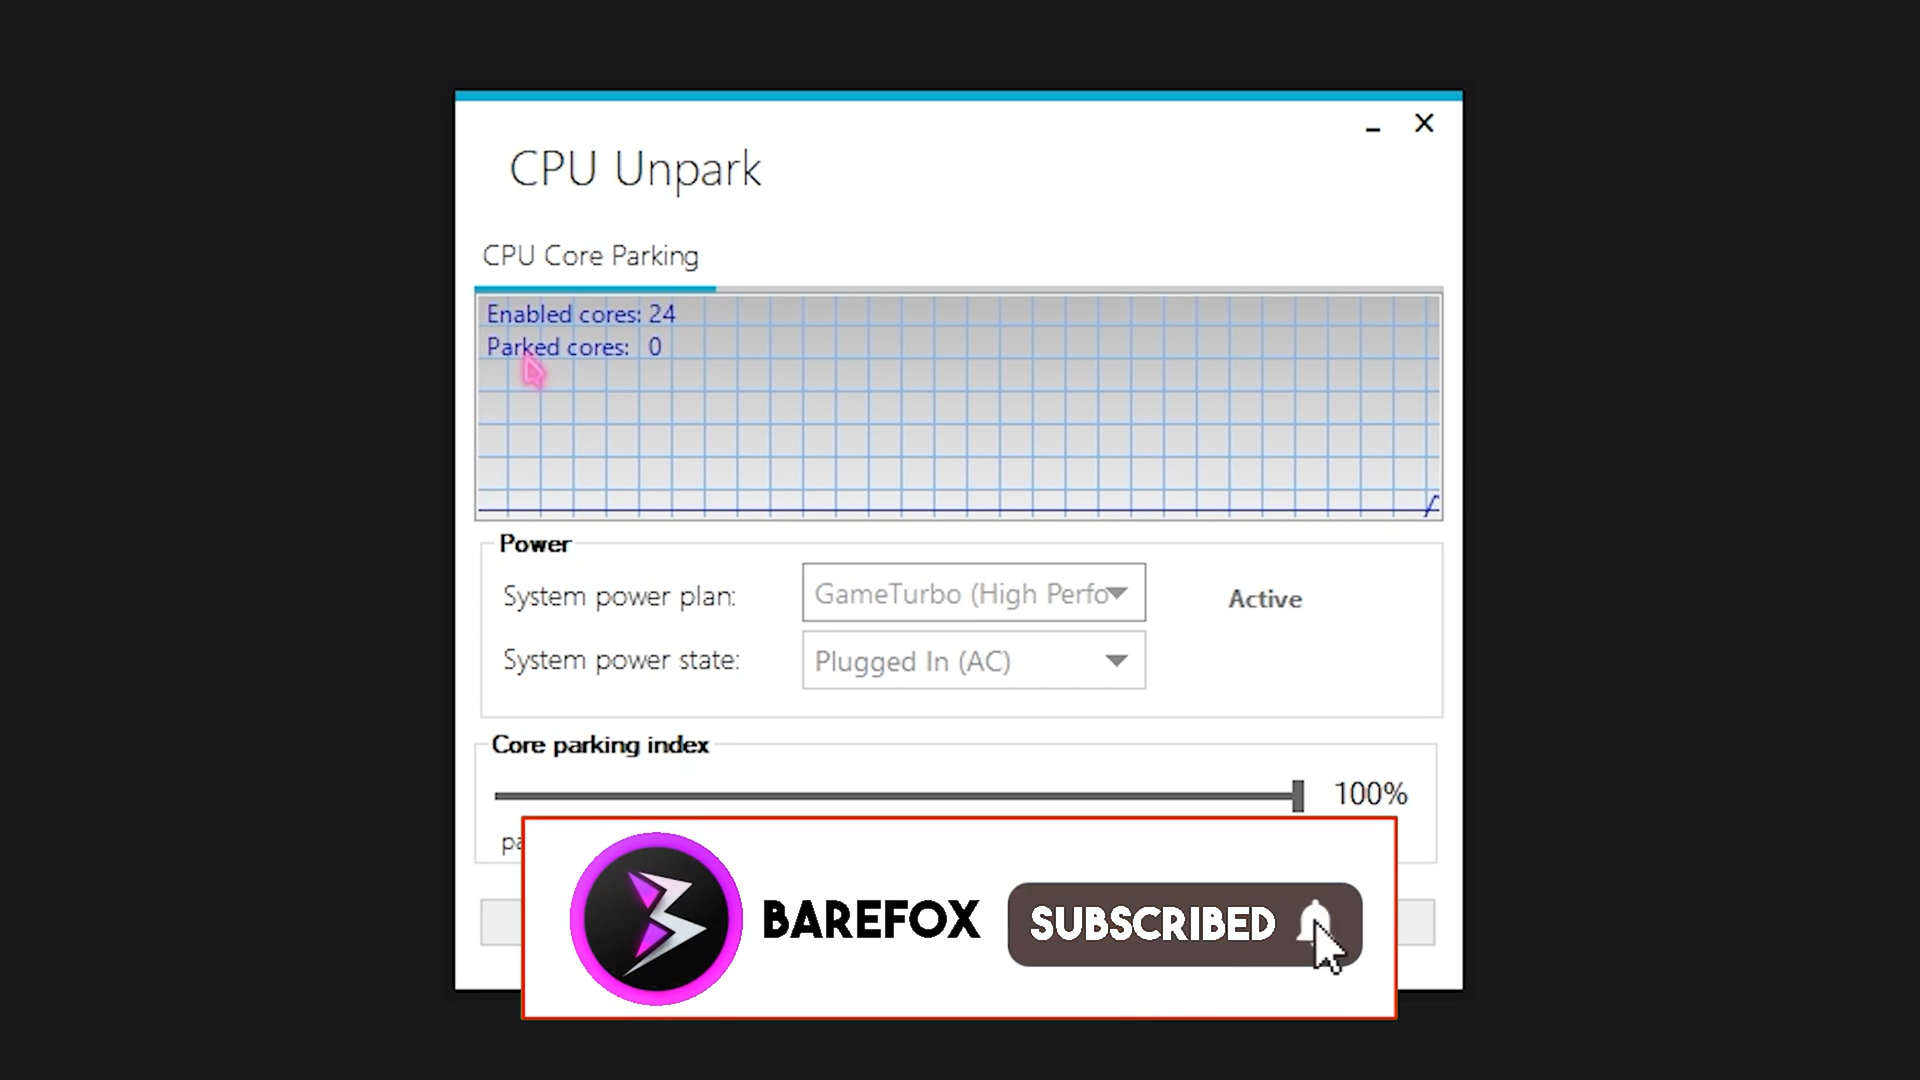 CPU Unpark
CPU Core Parking
Enabled cores: 24
Parked cores: 0
Power
System power plan: GameTurbo (High Perfo Active
System power state: Plugged In (AC)
Core parking index
100%
BAREFOX SUBSCRIBED